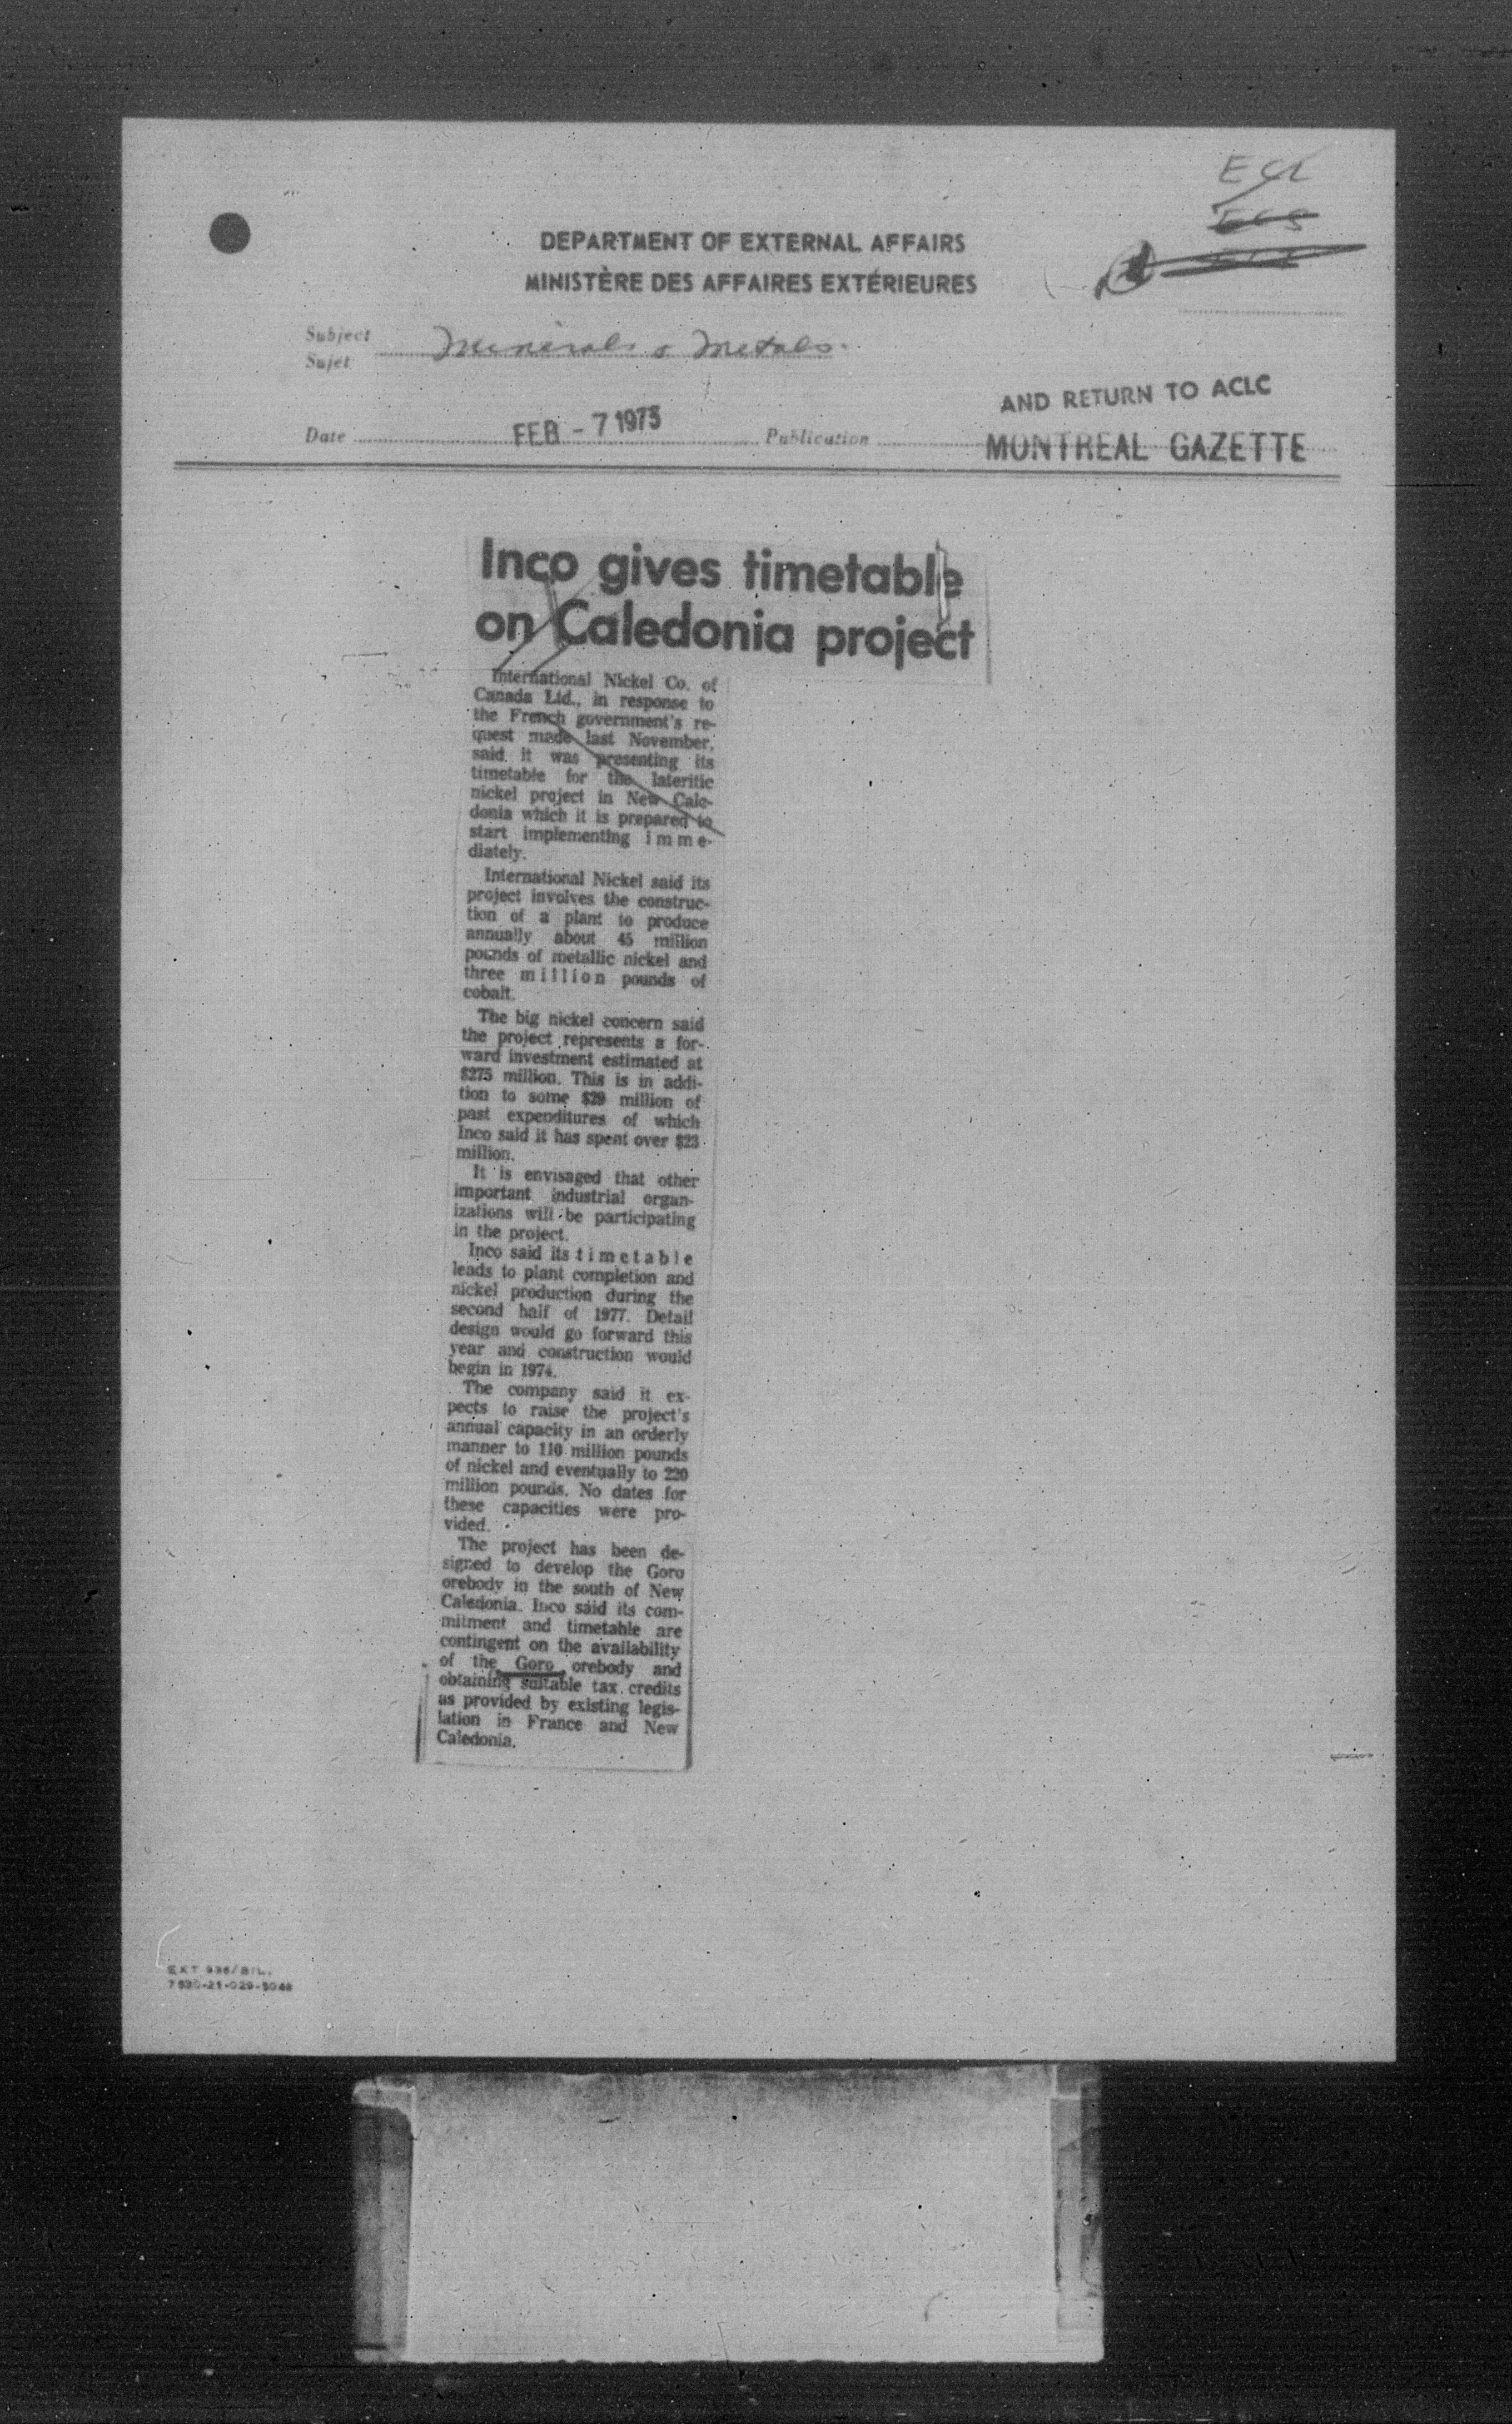 ECL
DEPARTMENT OF EXTERNAL AFFAIRS
MINISTÈRE DES AFFAIRES EXTÉRIEURES
Subject
Sujet
Minerals & Metals.
AND RETURN TO ACLC
Date FEB - 7 1973 Publication MONTREAL GAZETTE
Inco gives timetable
on Caledonia project
International Nickel Co. of
Canada Ltd., in response to
the French government's re-
quest made last November,
said it was presenting its
timetable for the lateritic
nickel project in New Cale-
donia which it is prepared to
start implementing imme-
diately.
International Nickel said its
project involves the construc-
tion of a plant to produce
annually about 45 million
pounds of metallic nickel and
three million pounds of
cobalt.
The big nickel concern said
the project represents a for-
ward investment estimated at
$275 million. This is in addi-
tion to some $29 million of
past expenditures of which
Inco said it has spent over $23
million.
It is envisaged that other
important industrial organ-
izations will be participating
in the project.
Inco said its timetable
leads to plant completion and
nickel production during the
second half of 1977. Detail
design would go forward this
year and construction would
begin in 1974.
The company said it ex-
pects to raise the project's
annual capacity in an orderly
manner to 110 million pounds
of nickel and eventually to 220
million pounds. No dates for
these capacities were pro-
vided.
The project has been de-
signed to develop the Goro
orebody in the south of New
Caledonia. Inco said its com-
mitment and timetable are
contingent on the availability
of the Goro orebody and
obtaining suitable tax credits
as provided by existing legis-
lation in France and New
Caledonia.
EXT